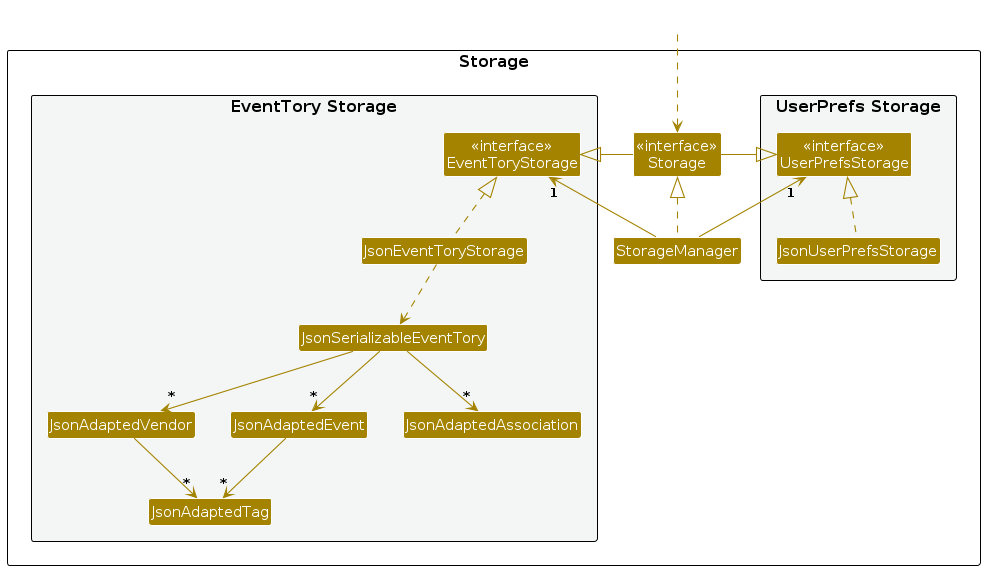 Storage
EventTory Storage
UserPrefs Storage
«interface»
EventToryStorage
«interface»
Storage
«interface»
UserPrefsStorage
1
1
JsonEventToryStorage
StorageManager
JsonUserPrefsStorage
JsonSerializableEventTory
*
*
*
JsonAdaptedVendor
JsonAdaptedEvent
JsonAdaptedAssociation
*
*
JsonAdaptedTag